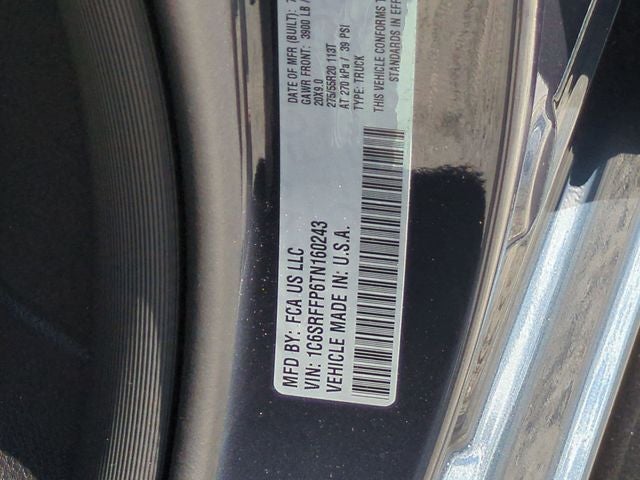 MFD BY: FCA US LLC
VIN: 1C6SRFFP6TN160243
VEHICLE MADE IN: U.S.A.
DATE OF MFR (BUILT):
GAWR FRONT: 3900 LB /
20X9.0
275/55R20 113T
AT 270 kPa / 39 PSI
TYPE: TRUCK
THIS VEHICLE CONFORMS
STANDARDS IN EFF